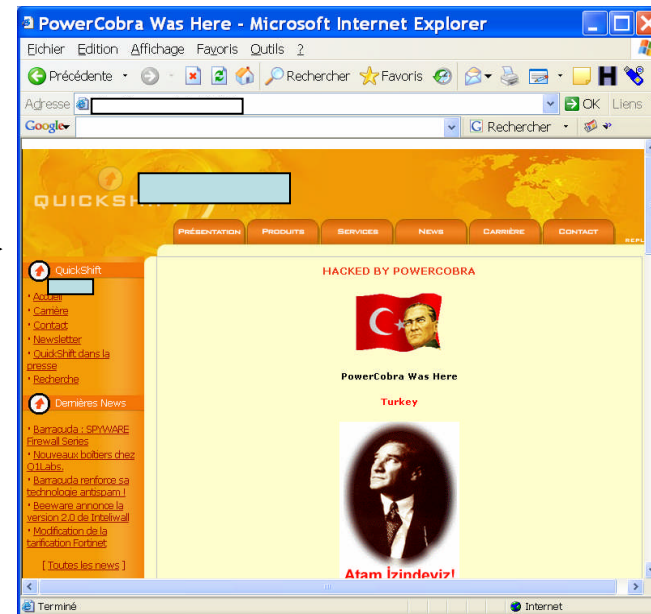 PowerCobra Was Here - Microsoft Internet Explorer
Fichier Edition Affichage Favoris Outils ?
Précédente Rechercher Favoris
Adresse OK Liens
Google Rechercher
QUICKSH
PRÉSENTATION PRODUITS SERVICES NEWS CARRIÈRE CONTACT
QuickShift
• Accueil
• Carrière
• Contact
• Newsletter
• QuickShift dans la
presse
• Recherche
Dernières News
• Barracuda : SPYWARE
Firewall Series
• Nouveaux boîtiers chez
Q1Labs.
• Barracuda renforce sa
technologie antispam !
• Beeware annonce la
version 2.0 de Inteliwall
• Modification de la
tarification Fortinet
[ Toutes les news ]
HACKED BY POWERCOBRA
PowerCobra Was Here
Turkey
Atam İzindeyiz!
Terminé Internet